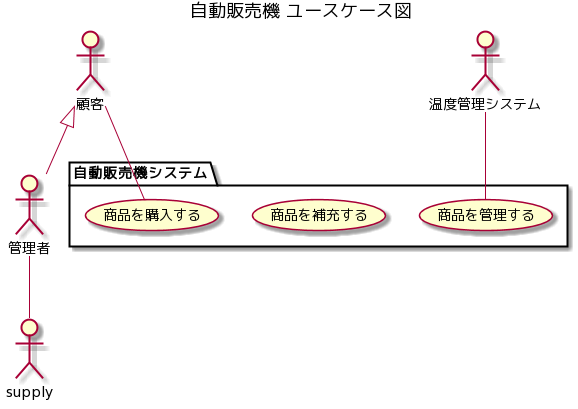 自動販売機 ユースケース図
顧客
温度管理システム
自動販売機システム
商品を購入する
商品を補充する
商品を管理する
管理者
supply